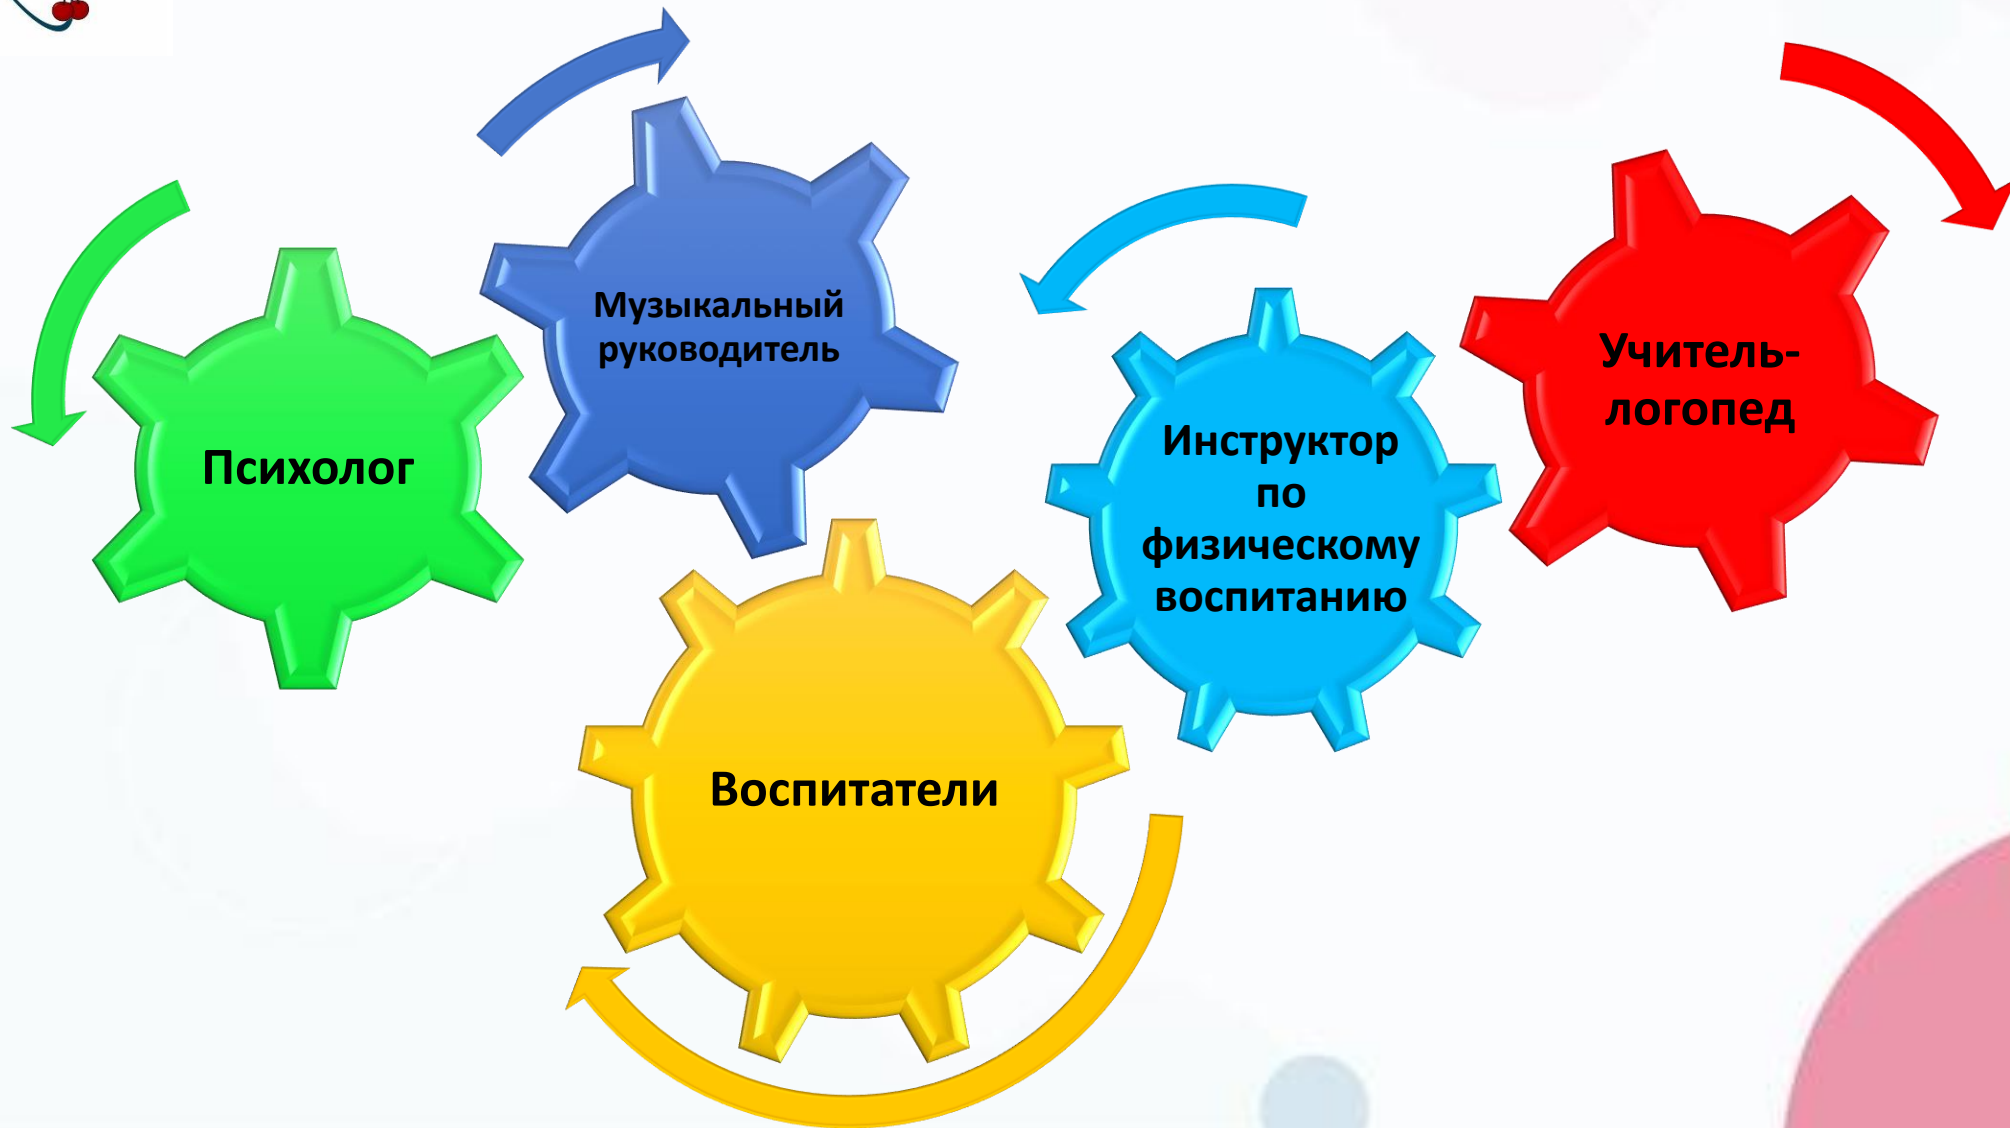 Психолог
Музыкальный
руководитель
Воспитатели
Инструктор
по
физическому
воспитанию
Учитель-
логопед